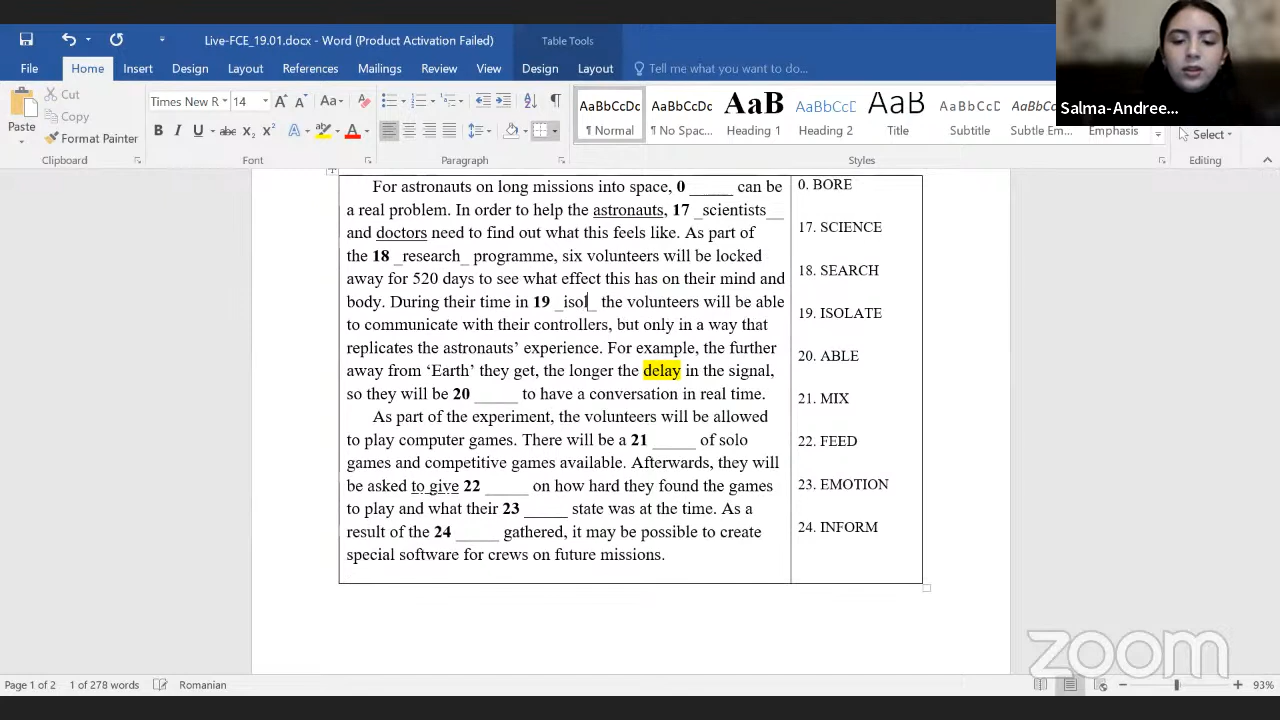 Live-FCE_19.01.docx - Word (Product Activation Failed)
Table Tools
File Home Insert Design Layout References Mailings Review View Design Layout Tell me what you want to do...
Paste
Cut
Copy
Format Painter
Clipboard
Times New R 14
Font
Paragraph
AaBbCcDc AaBbCcDc AaB AaBbCcD AaB AaBbCcD AaBbCcD
¶ Normal ¶ No Spac... Heading 1 Heading 2 Title Subtitle Subtle Em... Emphasis
Styles
Select
Editing
Salma-Andree...
For astronauts on long missions into space, 0 _____ can be
a real problem. In order to help the astronauts, 17 _scientists__
and doctors need to find out what this feels like. As part of
the 18 _research_ programme, six volunteers will be locked
away for 520 days to see what effect this has on their mind and
body. During their time in 19 _isol_ the volunteers will be able
to communicate with their controllers, but only in a way that
replicates the astronauts’ experience. For example, the further
away from ‘Earth’ they get, the longer the delay in the signal,
so they will be 20 _____ to have a conversation in real time.
As part of the experiment, the volunteers will be allowed
to play computer games. There will be a 21 _____ of solo
games and competitive games available. Afterwards, they will
be asked to give 22 _____ on how hard they found the games
to play and what their 23 _____ state was at the time. As a
result of the 24 _____ gathered, it may be possible to create
special software for crews on future missions.
0. BORE
17. SCIENCE
18. SEARCH
19. ISOLATE
20. ABLE
21. MIX
22. FEED
23. EMOTION
24. INFORM
zoom
Page 1 of 2 1 of 278 words Romanian 93%